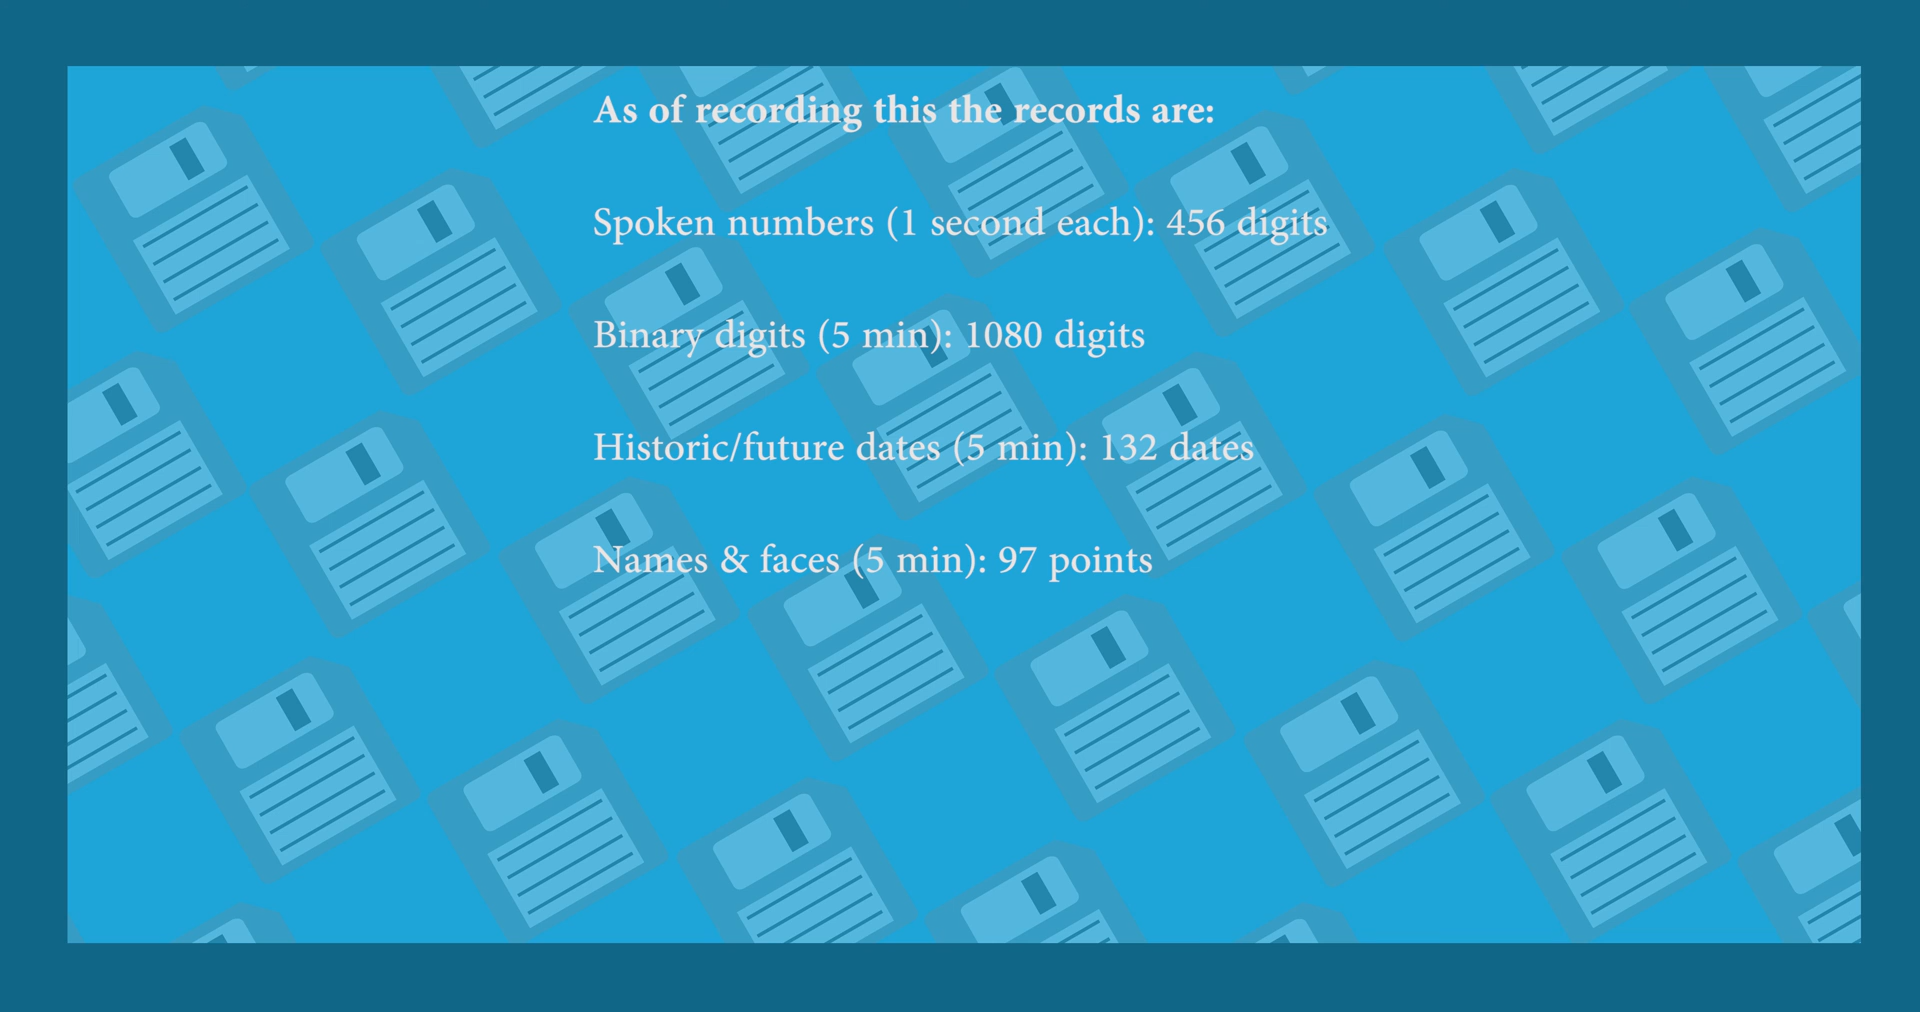 As of recording this the records are:
Spoken numbers (1 second each): 456 digits
Binary digits (5 min): 1080 digits
Historic/future dates (5 min): 132 dates
Names & faces (5 min): 97 points